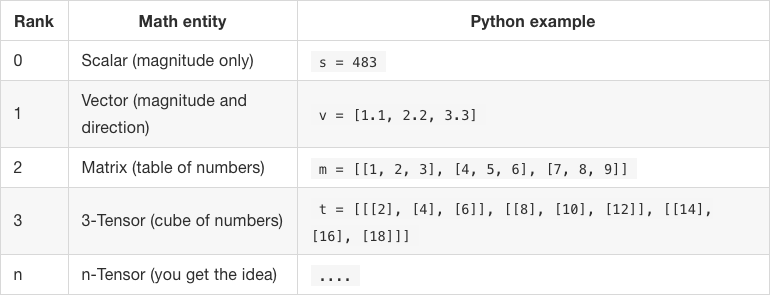 Rank Math entity Python example
0 Scalar (magnitude only) s = 483
1 Vector (magnitude and
direction) v = [1.1, 2.2, 3.3]
2 Matrix (table of numbers) m = [[1, 2, 3], [4, 5, 6], [7, 8, 9]]
3 3-Tensor (cube of numbers) t = [[[2], [4], [6]], [[8], [10], [12]], [[14],
[16], [18]]]
n n-Tensor (you get the idea) ....